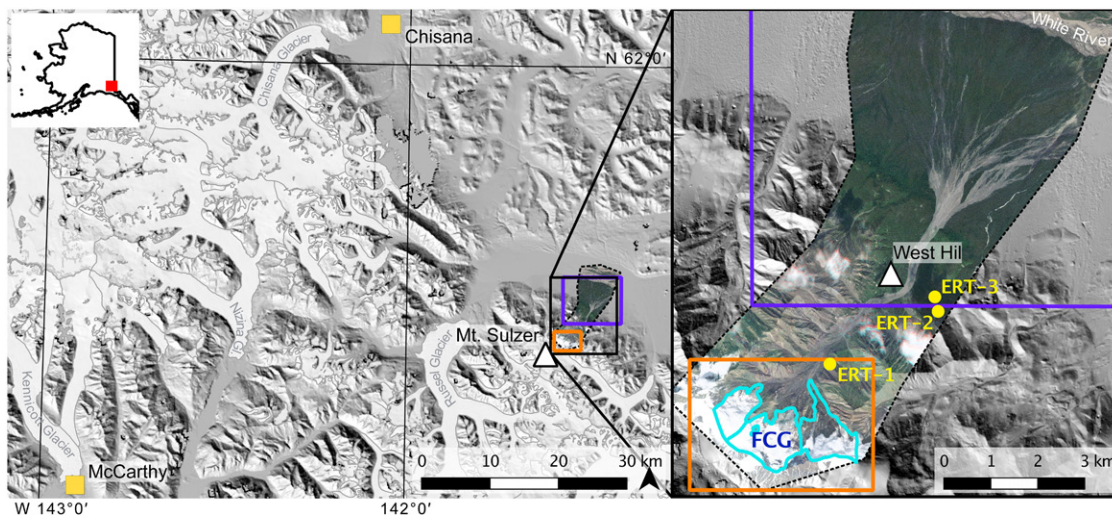 Chisana
N 62°0'
White River
Chisana Glacier
West Hil
ERT-3
ERT-2
Mt. Sulzer
Nizina Gl.
Russel Glacier
ERT-1
FCG
Kennicott Glacier
McCarthy
0 10 20 30 km
0 1 2 3 km
W 143°0'
142°0'